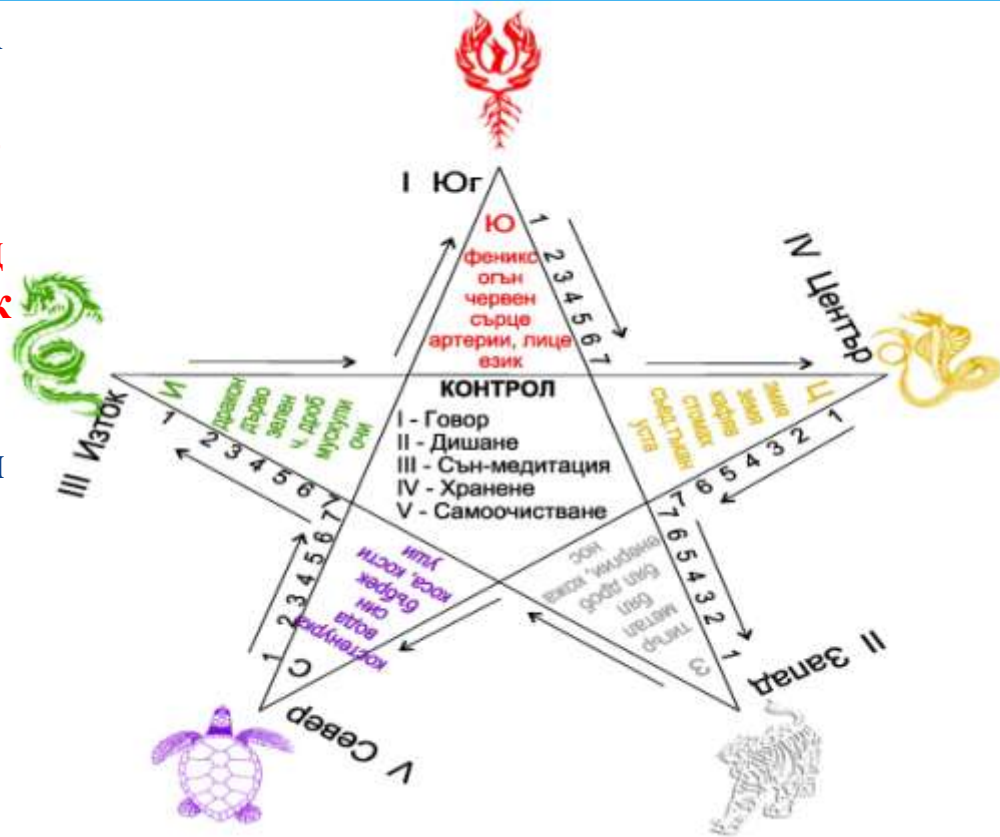 I Юг
Ю
феникс
огън
червен
сърце
артерии, лице
език
1
2
3
4
5
6
7
IV Център
Ц
змия
земя
кафяв
стомах
съед.тъкан
уста
1
2
3
4
5
6
7
III Изток
И
дракон
дърво
зелен
ч. дроб
мускули
очи
1
2
3
4
5
6
7
КОНТРОЛ
I - Говор
II - Дишане
III - Сън-медитация
IV - Хранене
V - Самоочистване
V Север
С
костенурка
вода
син
бъбрек
коса, кости
уши
1
2
3
4
5
6
7
II Запад
З
тигър
метал
бял
бял дроб
енергии, кожа
нос
1
2
3
4
5
6
7